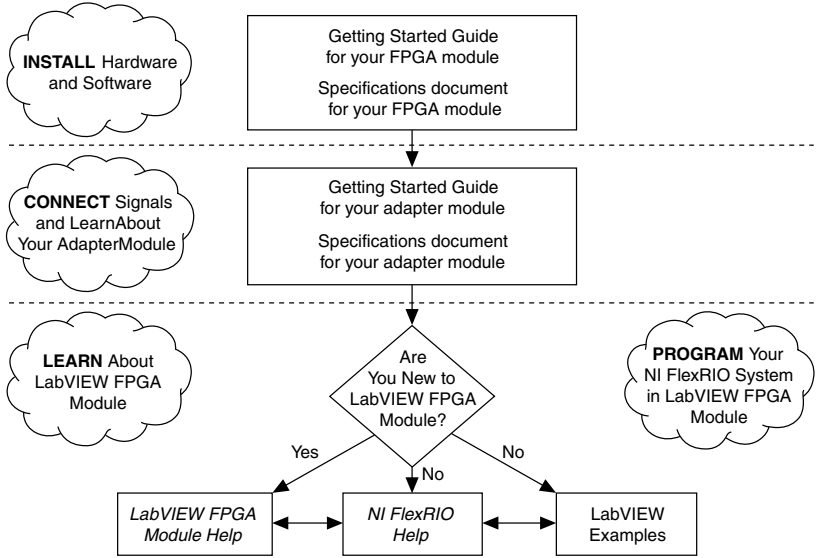 INSTALL Hardware
and Software
Getting Started Guide
for your FPGA module
Specifications document
for your FPGA module
CONNECT Signals
and LearnAbout
Your AdapterModule
Getting Started Guide
for your adapter module
Specifications document
for your adapter module
LEARN About
LabVIEW FPGA
Module
Are
You New to
LabVIEW FPGA
Module?
PROGRAM Your
NI FlexRIO System
in LabVIEW FPGA
Module
Yes
No
No
LabVIEW FPGA
Module Help
NI FlexRIO
Help
LabVIEW
Examples